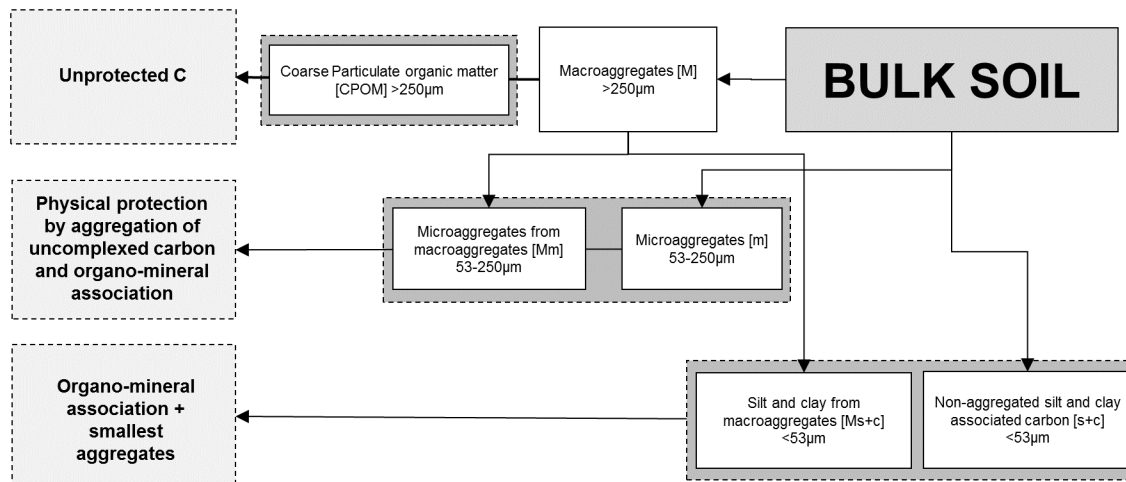 Unprotected C
Coarse Particulate organic matter
[CPOM] >250µm
Macroaggregates [M]
>250µm
BULK SOIL
Physical protection
by aggregation of
uncomplexed carbon
and organo-mineral
association
Microaggregates from
macroaggregates [Mm]
53-250µm
Microaggregates [m]
53-250µm
Organo-mineral
association +
smallest
aggregates
Silt and clay from
macroaggregates [Ms+c]
<53µm
Non-aggregated silt and clay
associated carbon [s+c]
<53µm